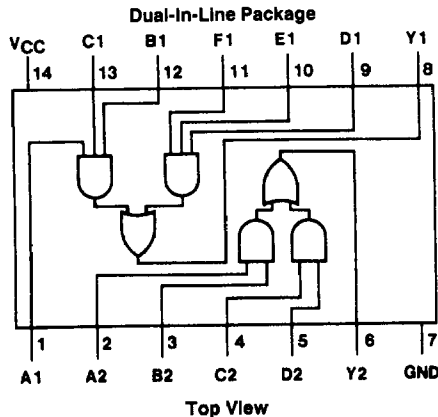 Dual-In-Line Package
VCC C1 B1 F1 E1 D1 Y1
14 13 12 11 10 9 8
1 2 3 4 5 6 7
A1 A2 B2 C2 D2 Y2 GND
Top View